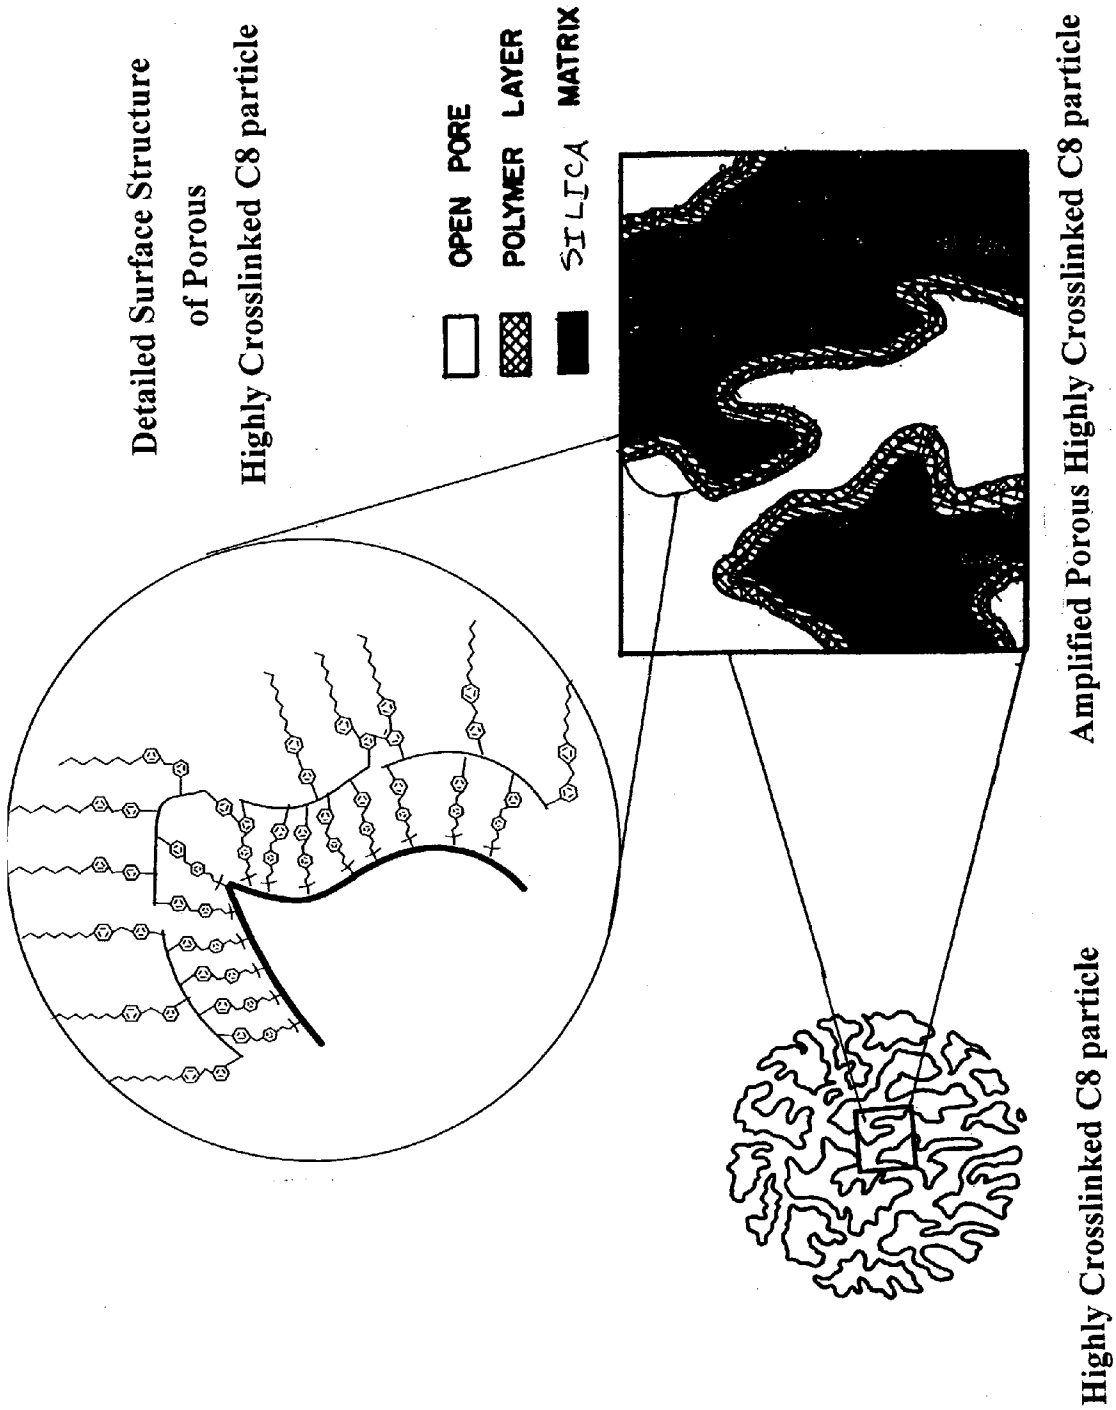 Detailed Surface Structure
of Porous
Highly Crosslinked C8 particle
OPEN PORE
POLYMER LAYER
SILICA MATRIX
Amplified Porous Highly Crosslinked C8 particle
Highly Crosslinked C8 particle